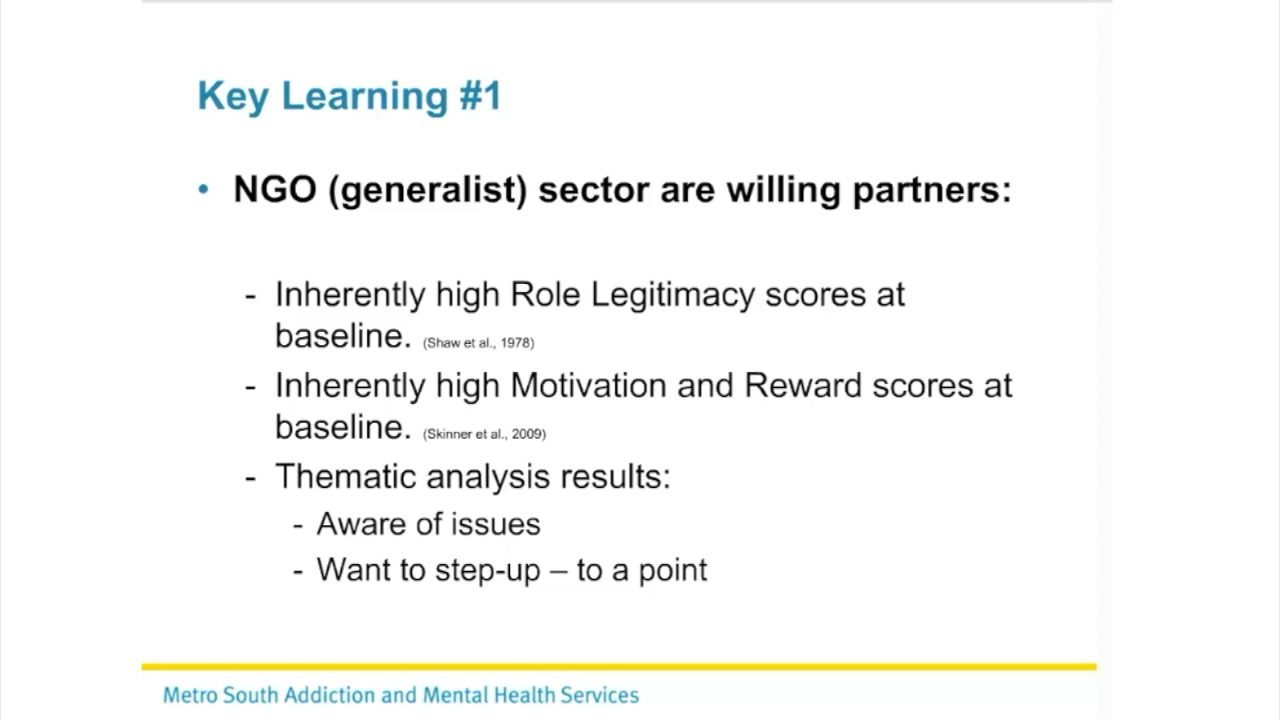 Key Learning #1
• NGO (generalist) sector are willing partners:
- Inherently high Role Legitimacy scores at
baseline. (Shaw et al., 1978)
- Inherently high Motivation and Reward scores at
baseline. (Skinner et al., 2009)
- Thematic analysis results:
- Aware of issues
- Want to step-up – to a point
Metro South Addiction and Mental Health Services